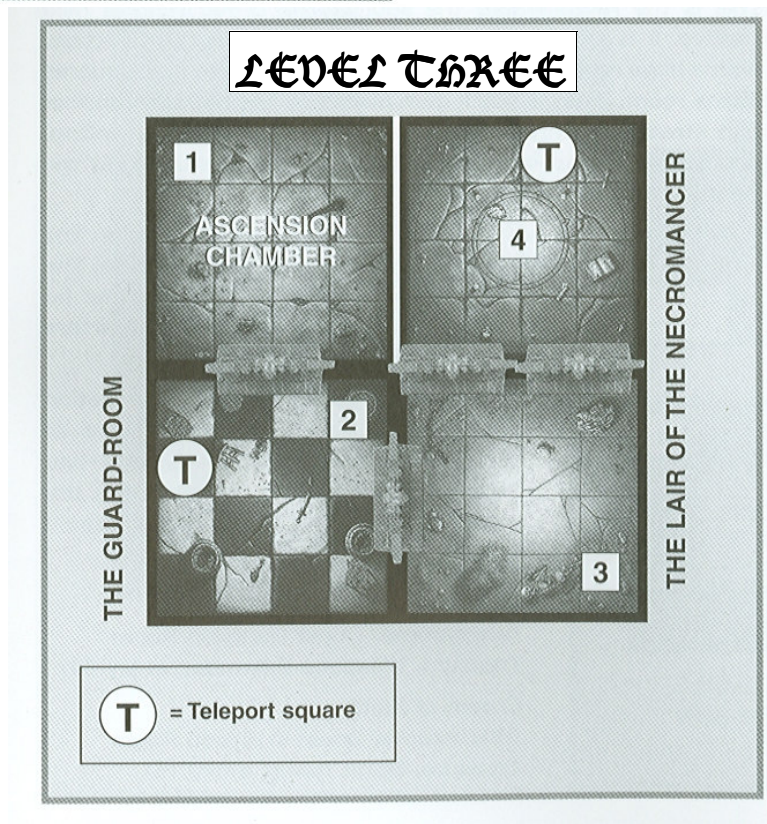 LEVEL THREE
1
T
ASCENSION
CHAMBER
4
THE LAIR OF THE NECROMANCER
2
THE GUARD-ROOM
T
3
T = Teleport square